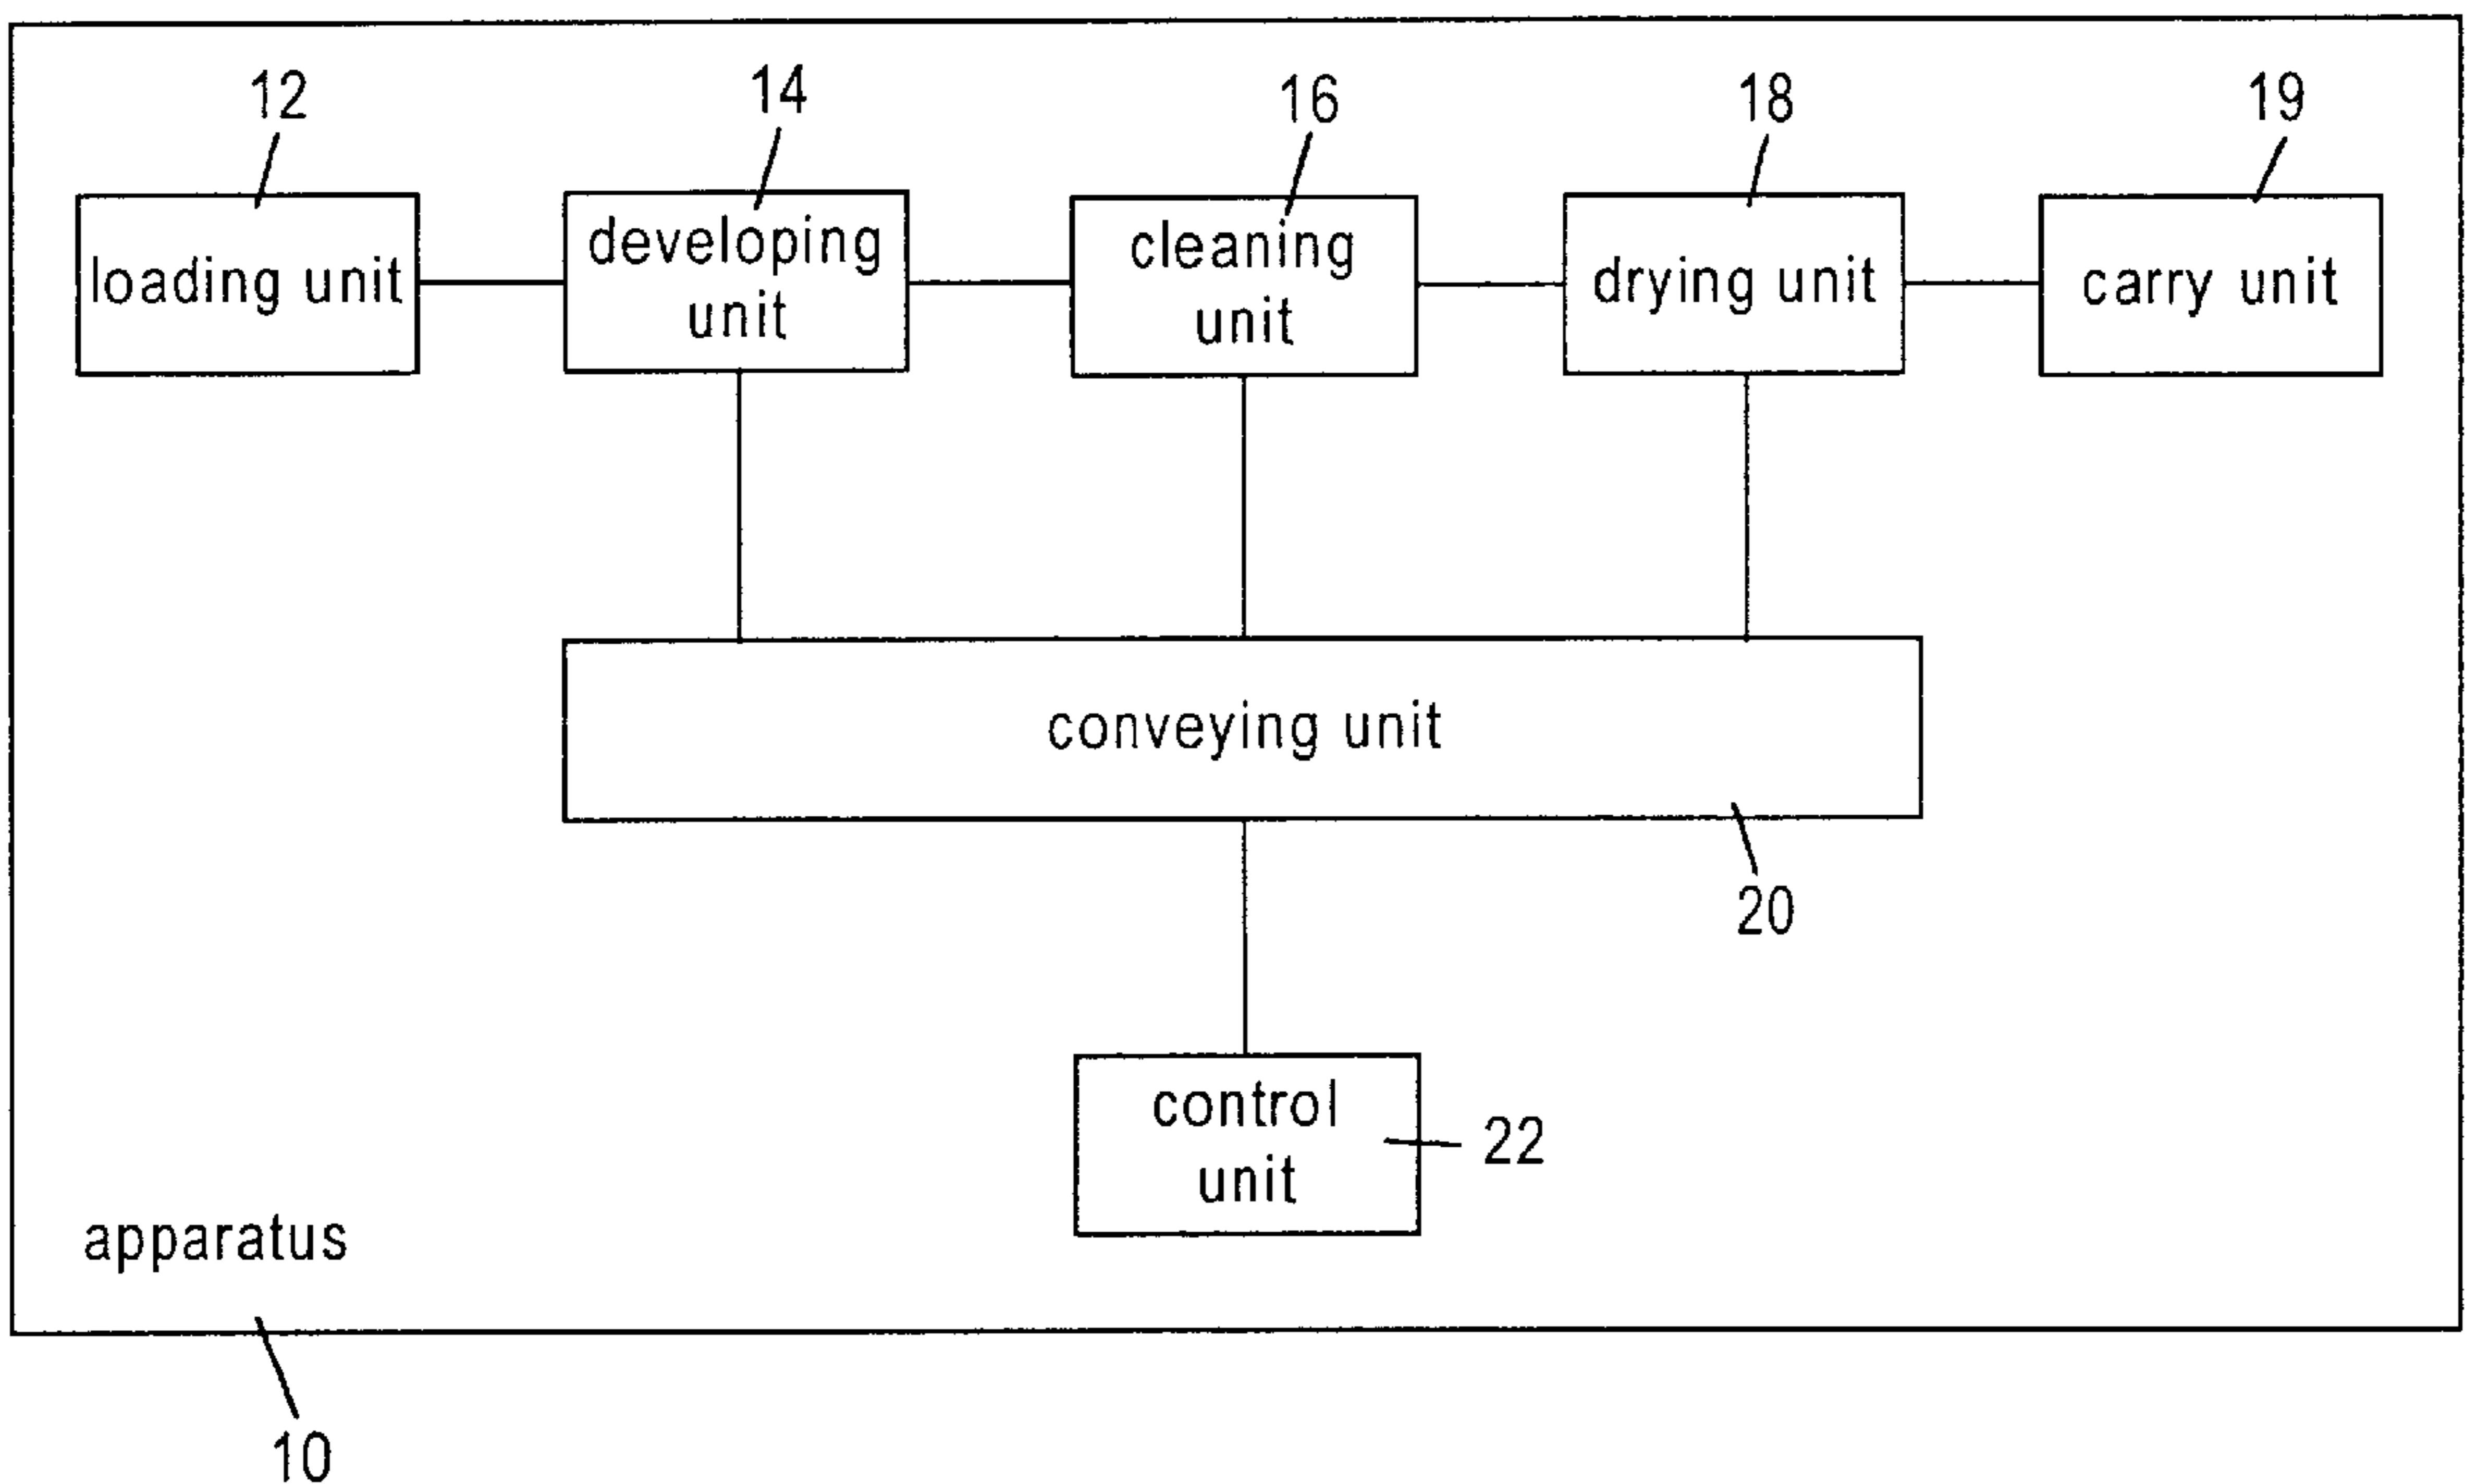 12
14
16
18
19
loading unit
developing
unit
cleaning
unit
drying unit
carry unit
conveying unit
20
control
unit
22
apparatus
10